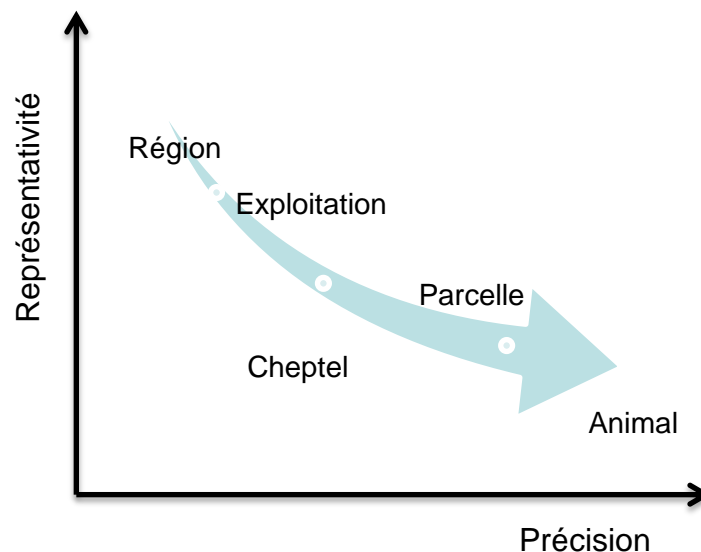 Représentativité
Région
Exploitation
Parcelle
Cheptel
Animal
Précision